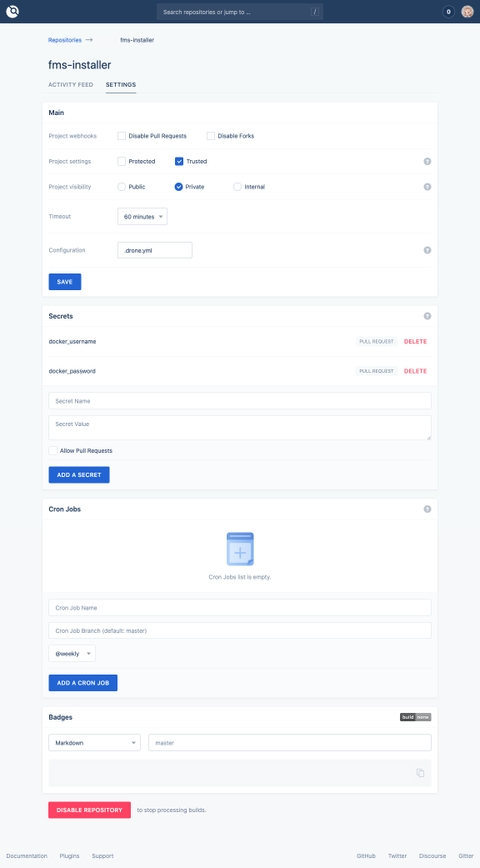 Search repositories or jump to …
/
0
Repositories → fms-installer
fms-installer
ACTIVITY FEED SETTINGS
Main
Project webhooks Disable Pull Requests Disable Forks
Project settings Protected Trusted ?
Project visibility Public Private Internal ?
Timeout 60 minutes
Configuration .drone.yml ?
SAVE
Secrets ?
docker_username PULL REQUEST DELETE
docker_password PULL REQUEST DELETE
Secret Name
Secret Value
Allow Pull Requests
ADD A SECRET
Cron Jobs ?
Cron Jobs list is empty.
Cron Job Name
Cron Job Branch (default: master)
@weekly
ADD A CRON JOB
Badges build none
Markdown master
DISABLE REPOSITORY to stop processing builds.
Documentation Plugins Support GitHub Twitter Discourse Gitter